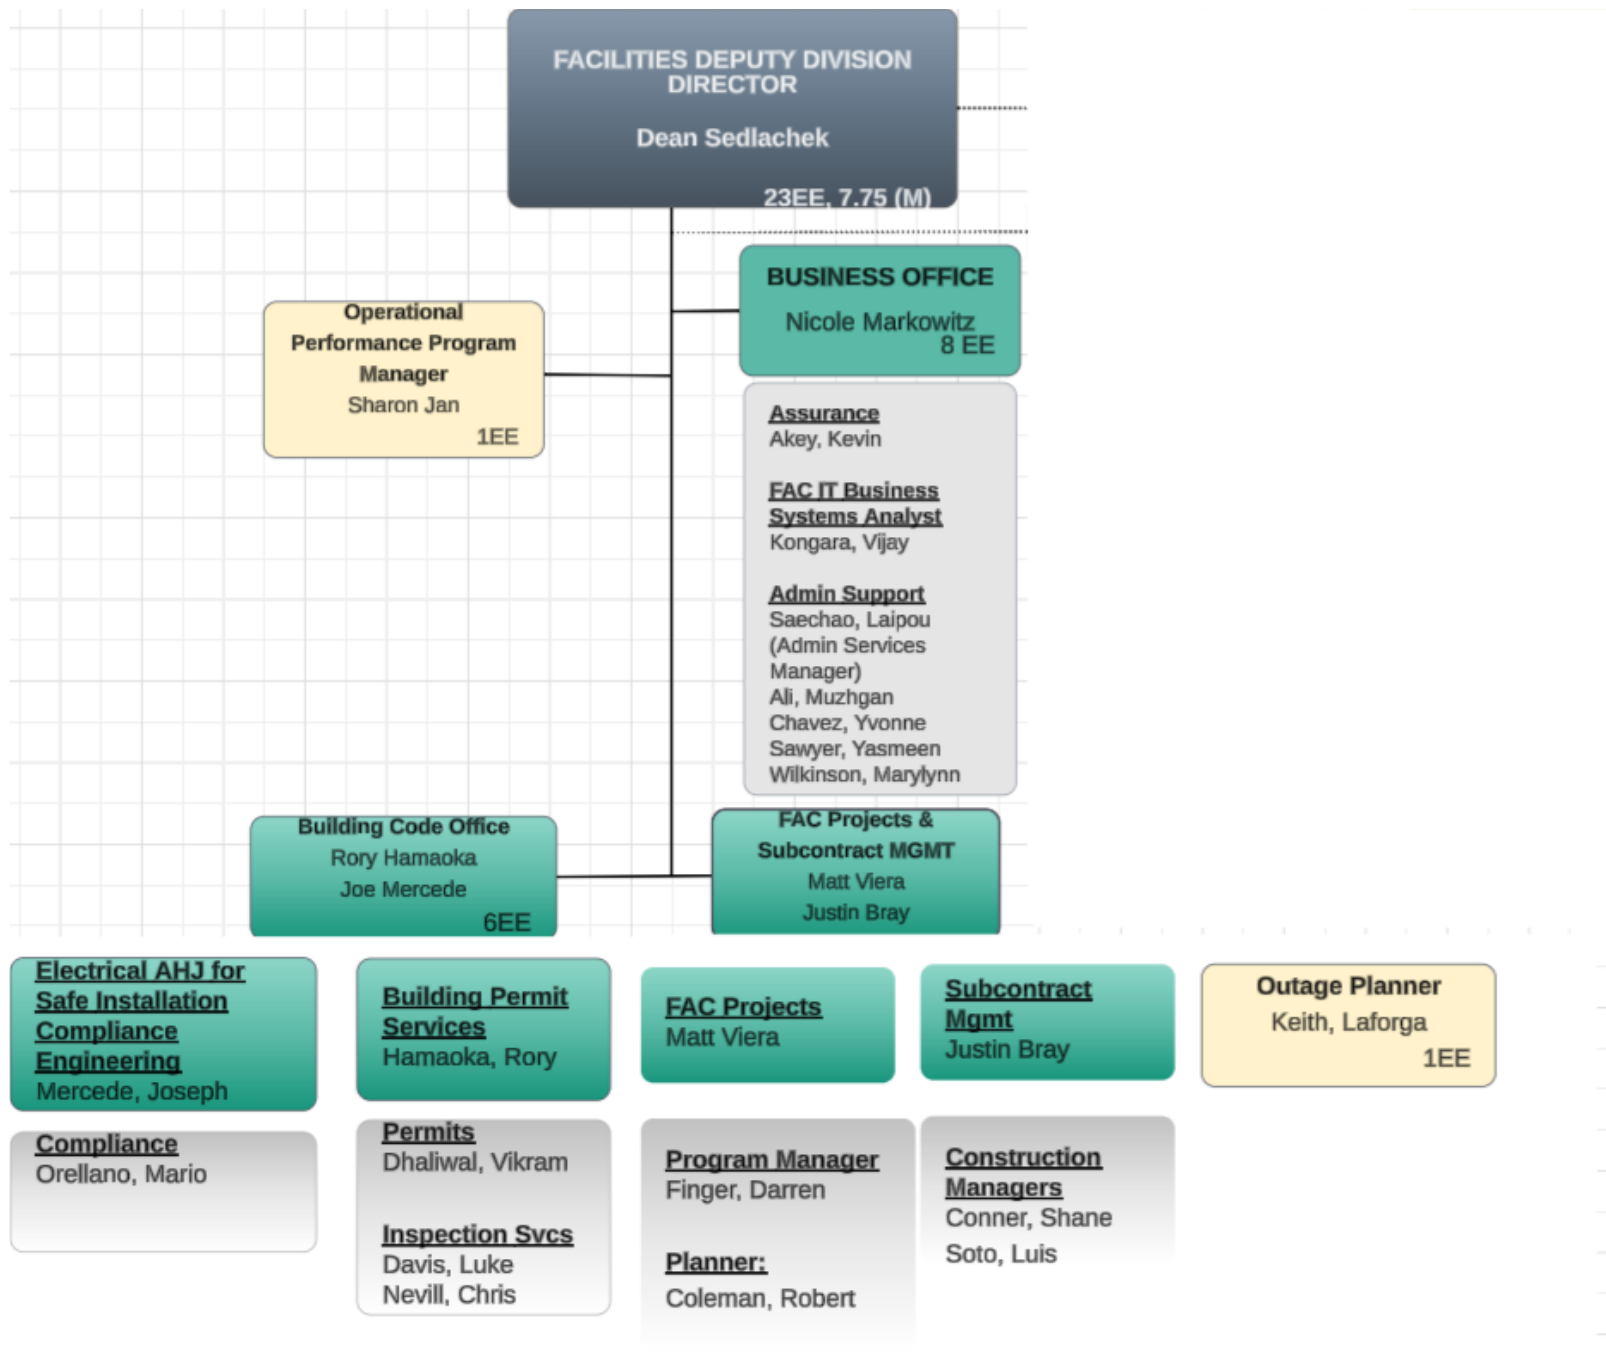 FACILITIES DEPUTY DIVISION
DIRECTOR
Dean Sedlachek
23EE, 7.75 (M)
BUSINESS OFFICE
Nicole Markowitz
8 EE
Operational
Performance Program
Manager
Sharon Jan
1EE
Assurance
Akey, Kevin
FAC IT Business
Systems Analyst
Kongara, Vijay
Admin Support
Saechao, Laipou
(Admin Services
Manager)
Ali, Muzhgan
Chavez, Yvonne
Sawyer, Yasmeen
Wilkinson, Marylynn
Building Code Office
Rory Hamaoka
Joe Mercede
6EE
FAC Projects &
Subcontract MGMT
Matt Viera
Justin Bray
Electrical AHJ for
Safe Installation
Compliance
Engineering
Mercede, Joseph
Compliance
Orellano, Mario
Building Permit
Services
Hamaoka, Rory
Permits
Dhaliwal, Vikram
Inspection Svcs
Davis, Luke
Nevill, Chris
FAC Projects
Matt Viera
Program Manager
Finger, Darren
Planner:
Coleman, Robert
Subcontract
Mgmt
Justin Bray
Construction
Managers
Conner, Shane
Soto, Luis
Outage Planner
Keith, Laforga
1EE